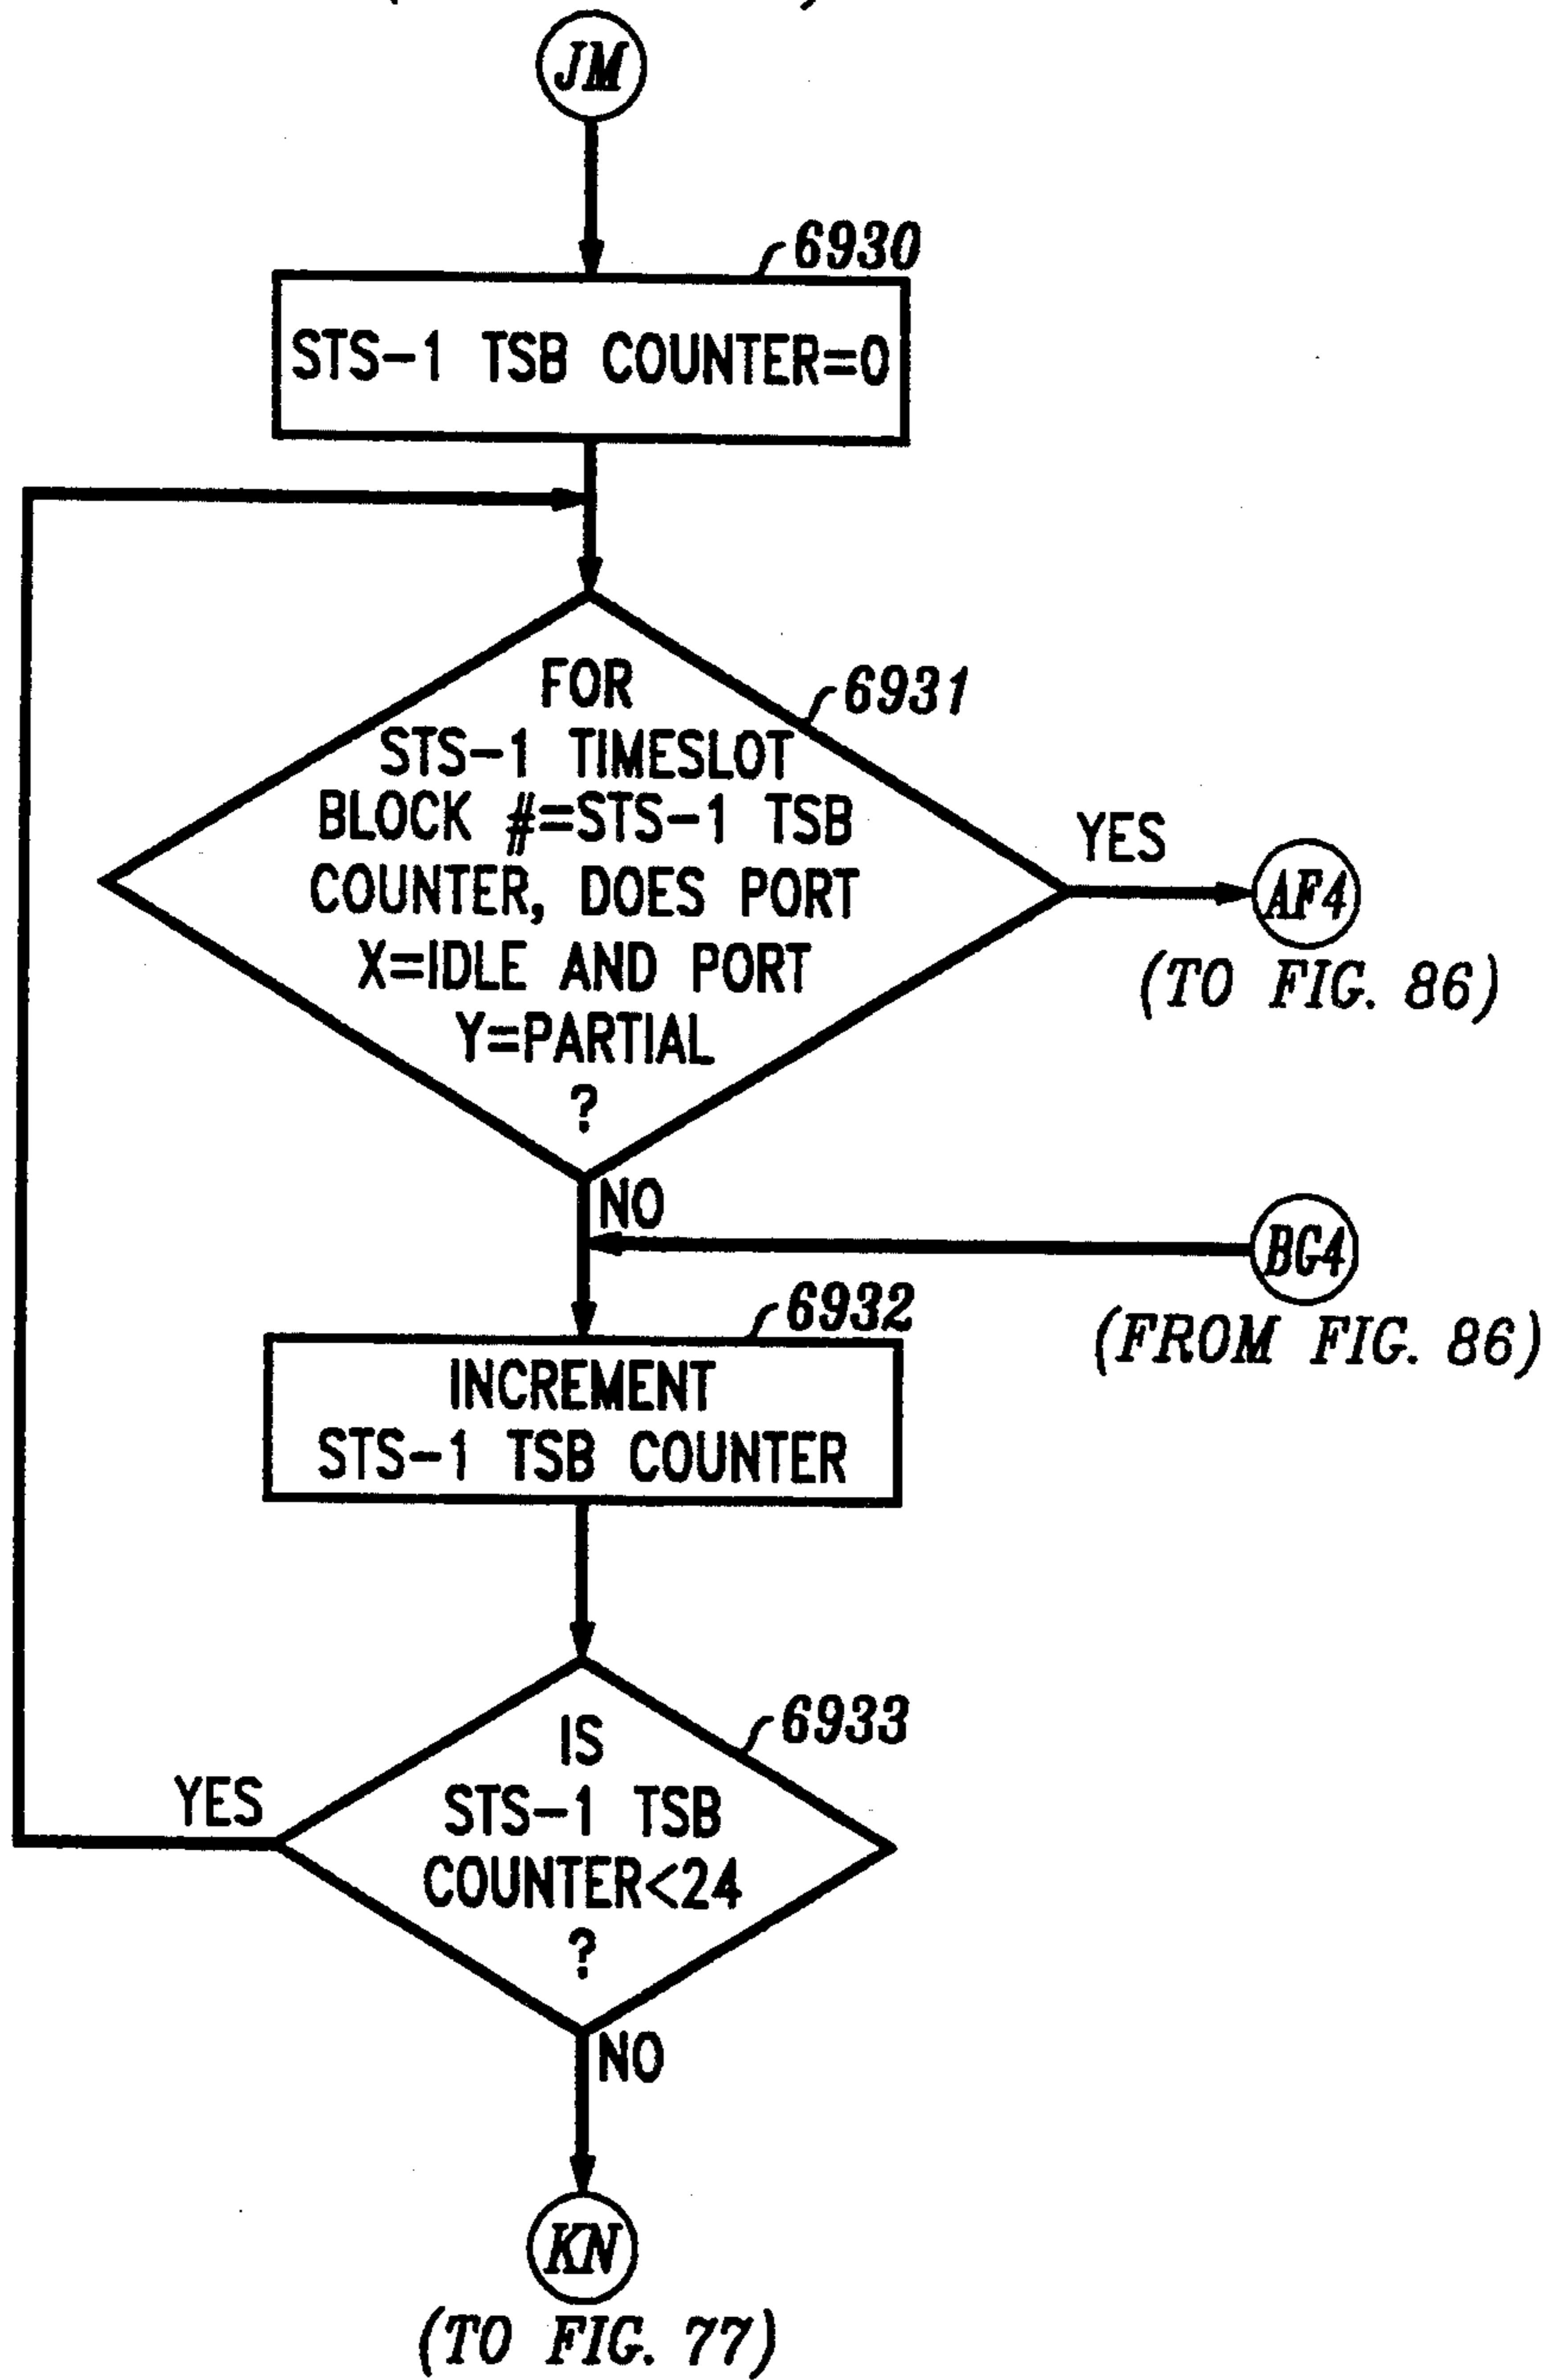 JM
6930
STS-1 TSB COUNTER=0
FOR
6931
STS-1 TIMESLOT
BLOCK #=STS-1 TSB
COUNTER, DOES PORT
X=IDLE AND PORT
Y=PARTIAL
?
YES
AF4
(TO FIG. 86)
NO
BG4
(FROM FIG. 86)
6932
INCREMENT
STS-1 TSB COUNTER
6933
IS
STS-1 TSB
COUNTER<24
?
YES
NO
KN
(TO FIG. 77)